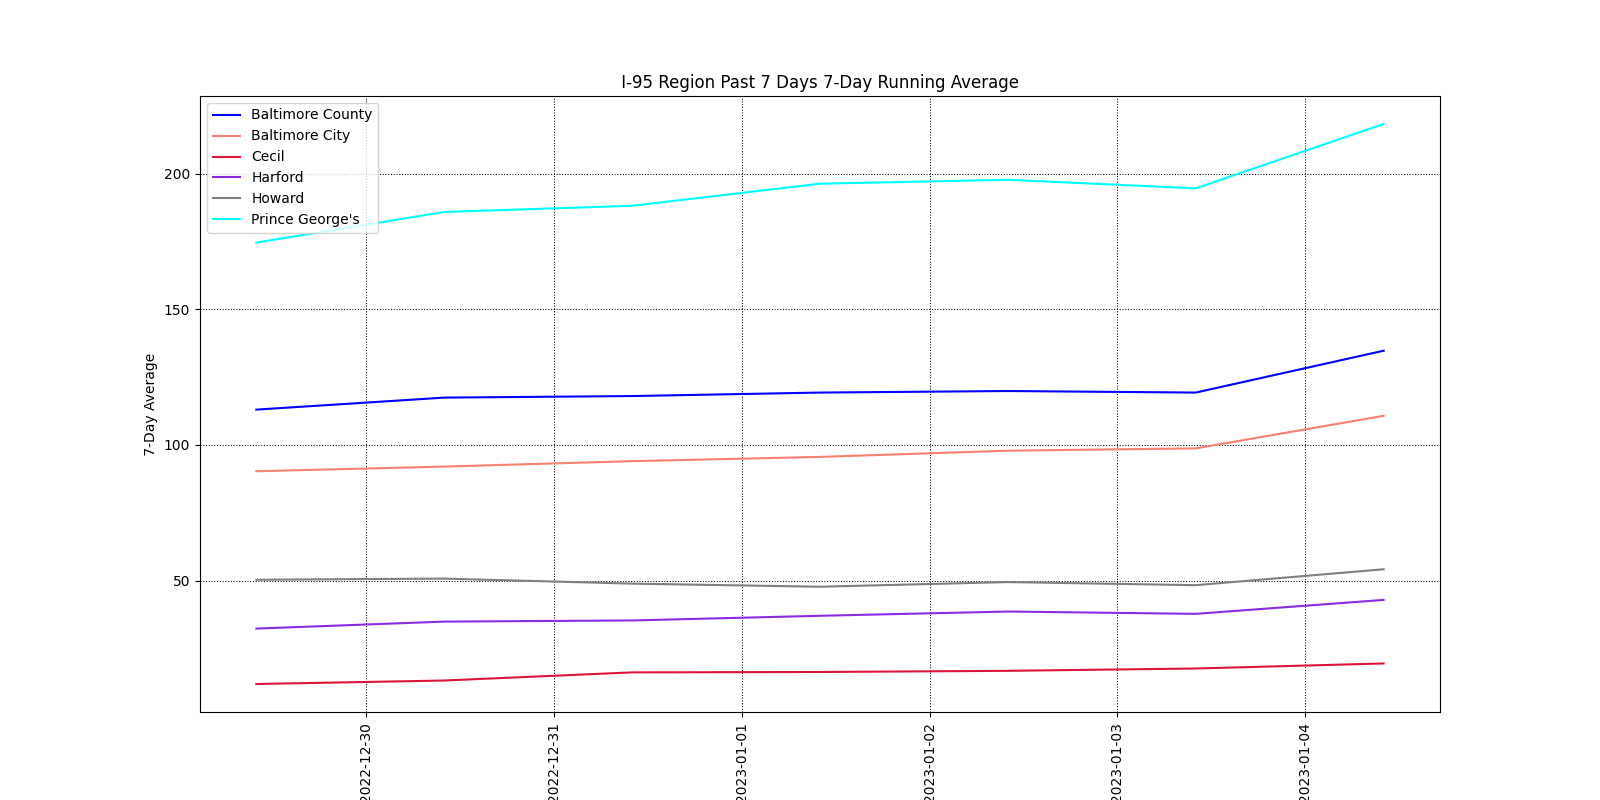 I-95 Region Past 7 Days 7-Day Running Average
Baltimore County
Baltimore City
Cecil
Harford
Howard
Prince George's
200
150
100
50
7-Day Average
2022-12-30
2022-12-31
2023-01-01
2023-01-02
2023-01-03
2023-01-04